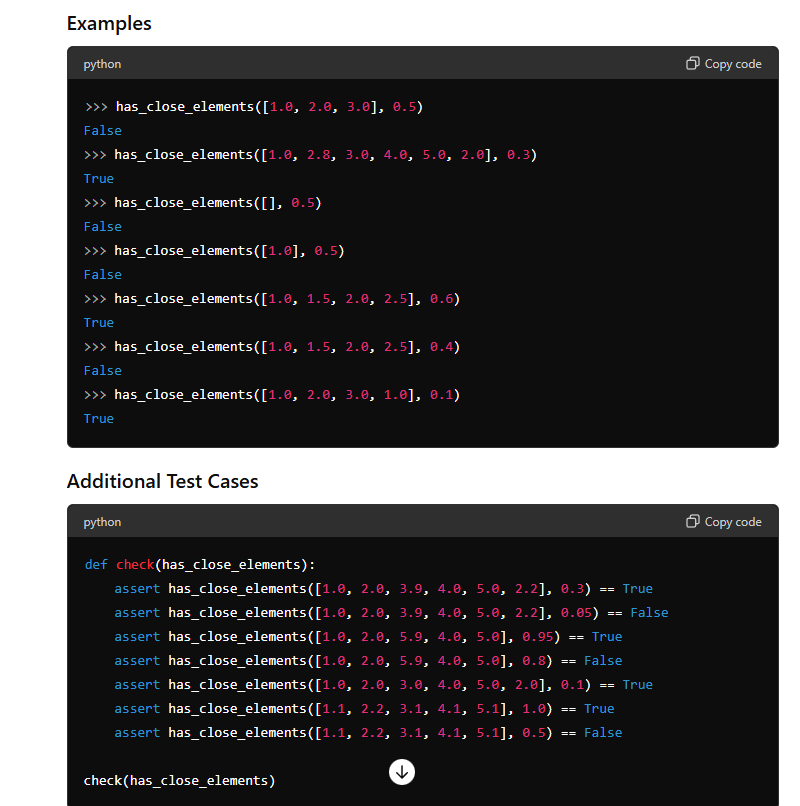 Examples
python
Copy code
>>> has_close_elements([1.0, 2.0, 3.0], 0.5)
False
>>> has_close_elements([1.0, 2.8, 3.0, 4.0, 5.0, 2.0], 0.3)
True
>>> has_close_elements([], 0.5)
False
>>> has_close_elements([1.0], 0.5)
False
>>> has_close_elements([1.0, 1.5, 2.0, 2.5], 0.6)
True
>>> has_close_elements([1.0, 1.5, 2.0, 2.5], 0.4)
False
>>> has_close_elements([1.0, 2.0, 3.0, 1.0], 0.1)
True
Additional Test Cases
python
Copy code
def check(has_close_elements):
    assert has_close_elements([1.0, 2.0, 3.9, 4.0, 5.0, 2.2], 0.3) == True
    assert has_close_elements([1.0, 2.0, 3.9, 4.0, 5.0, 2.2], 0.05) == False
    assert has_close_elements([1.0, 2.0, 5.9, 4.0, 5.0], 0.95) == True
    assert has_close_elements([1.0, 2.0, 5.9, 4.0, 5.0], 0.8) == False
    assert has_close_elements([1.0, 2.0, 3.0, 4.0, 5.0, 2.0], 0.1) == True
    assert has_close_elements([1.1, 2.2, 3.1, 4.1, 5.1], 1.0) == True
    assert has_close_elements([1.1, 2.2, 3.1, 4.1, 5.1], 0.5) == False
check(has_close_elements)